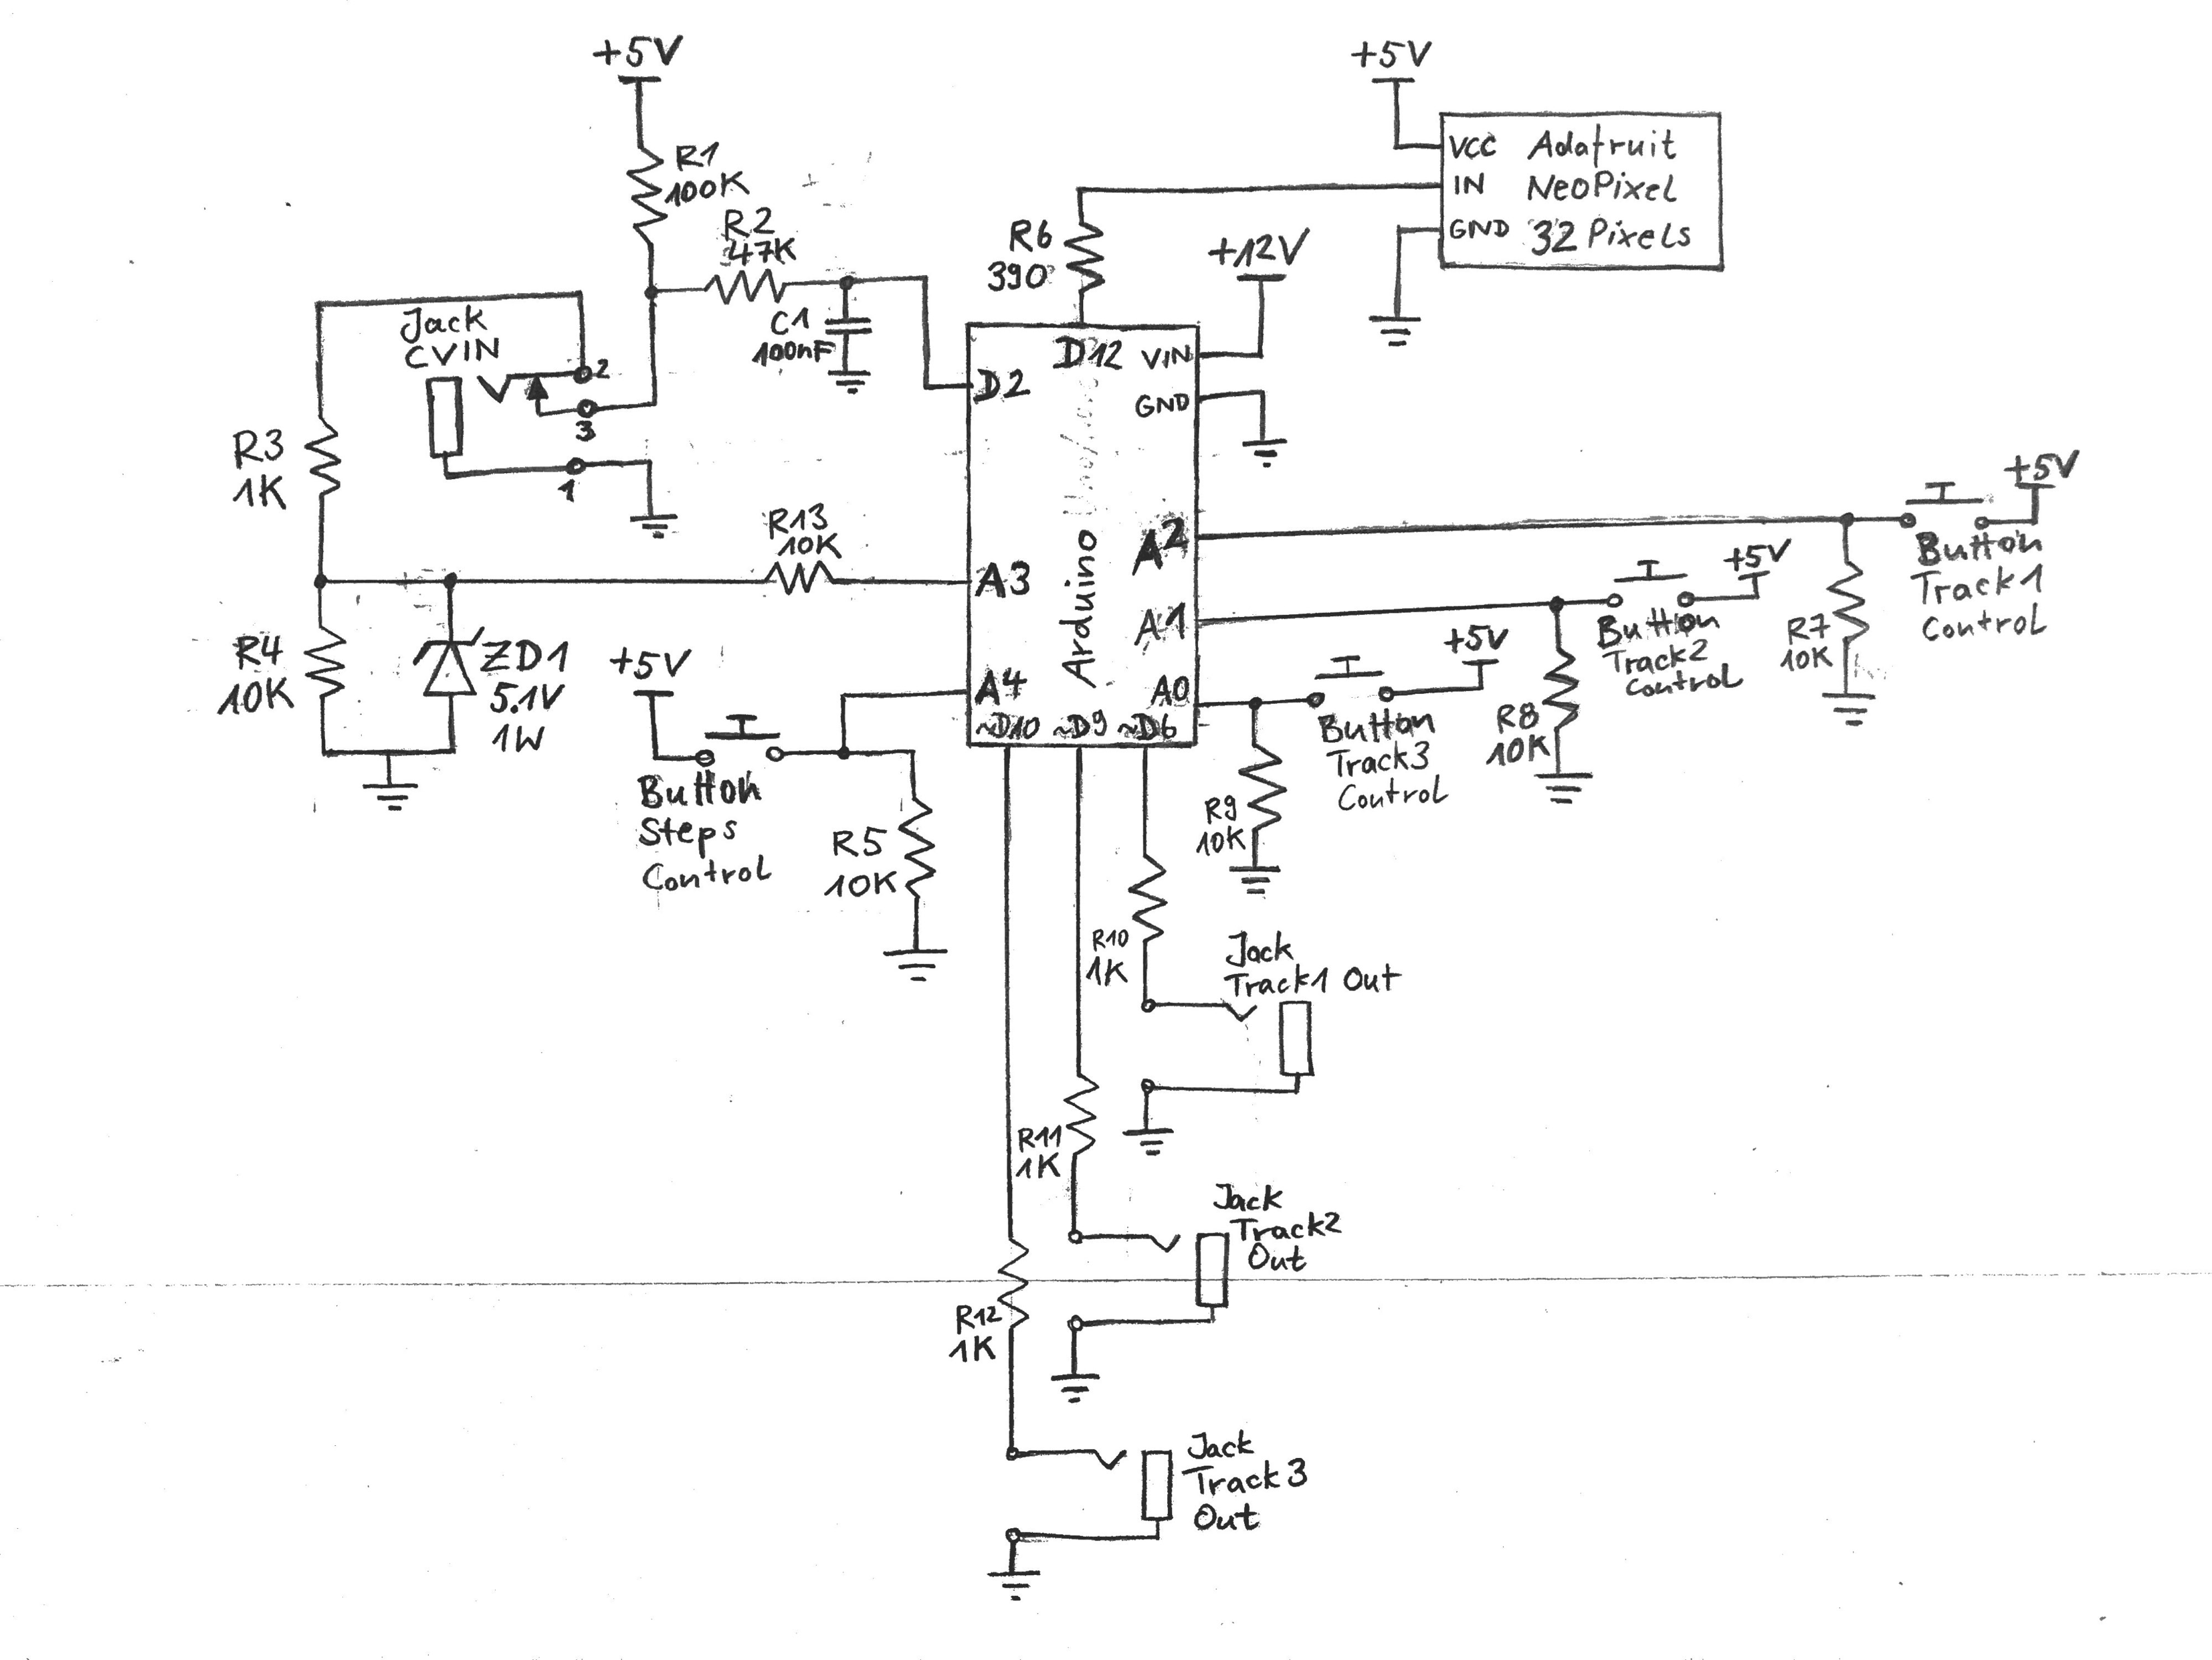 +5V
R1
100K
R2
47K
C1
100nF
Jack
CVIN
2
3
1
R3
1K
R13
10K
R4
10K
ZD1
5.1V
1W
+5V
Button
Steps
Control
R5
10K
+5V
VCC Adafruit
IN NeoPixel
GND 32 Pixels
R6
390
+12V
D12 VIN
D2
GND
A2
A3
A1
A4
A0
~D10 ~D9 ~D6
Arduino
+5V
Button
Track1
Control
R7
10K
+5V
Button
Track2
Control
R8
10K
+5V
Button
Track3
Control
R9
10K
R10
1K
Jack
Track1 Out
R11
1K
Jack
Track2
Out
R12
1K
Jack
Track3
Out